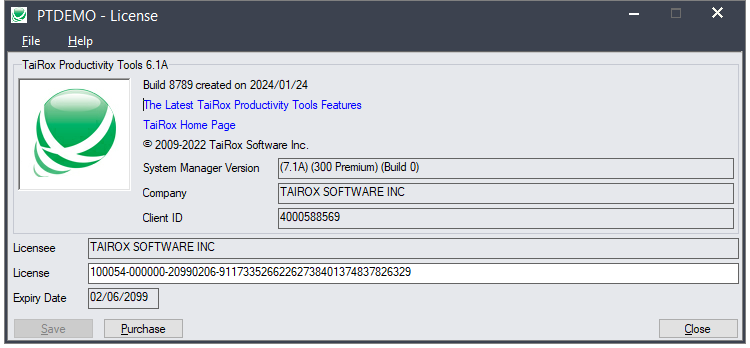 PTDEMO - License
File Help
TaiRox Productivity Tools 6.1A
Build 8789 created on 2024/01/24
The Latest TaiRox Productivity Tools Features
TaiRox Home Page
© 2009-2022 TaiRox Software Inc.
System Manager Version (7.1A) (300 Premium) (Build 0)
Company TAIROX SOFTWARE INC
Client ID 4000588569
Licensee TAIROX SOFTWARE INC
License 100054-000000-20990206-91173352662262738401374837826329
Expiry Date 02/06/2099
Save Purchase Close